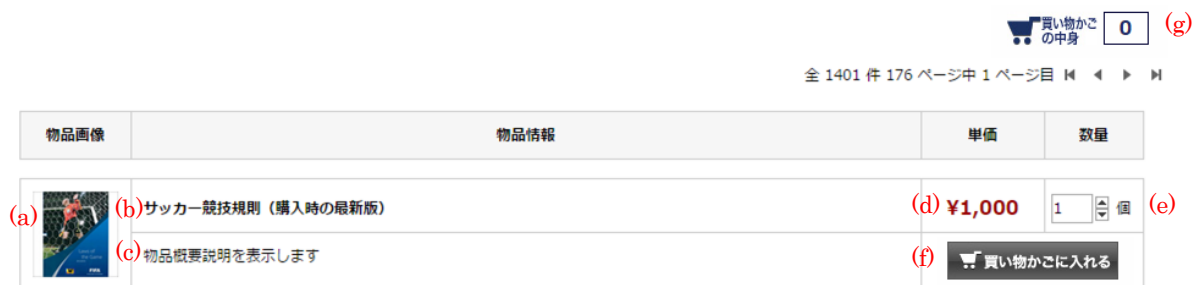 買い物かご
の中身
0
(g)
全 1401 件 176 ページ中 1 ページ目
物品画像 物品情報 単価 数量
(a)
(b) サッカー競技規則（購入時の最新版）
(d) ¥1,000
1 個
(e)
(c) 物品概要説明を表示します
(f) 買い物かごに入れる